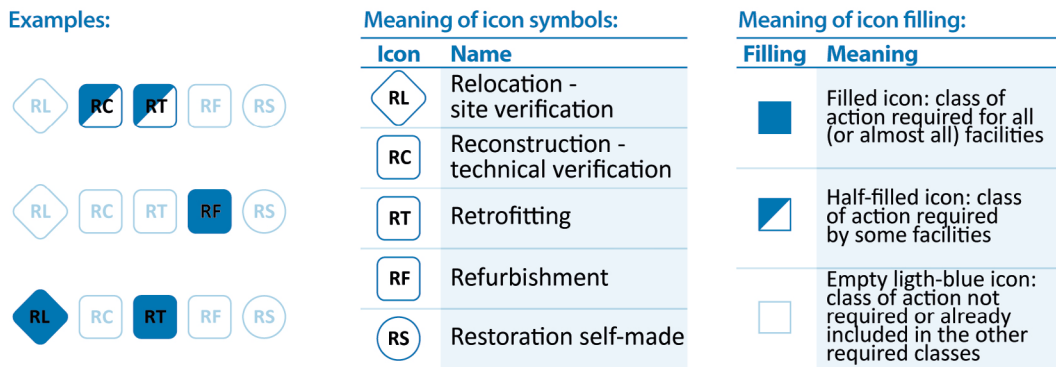 Examples:
RL RC RT RF RS
RL RC RT RF RS
RL RC RT RF RS
Meaning of icon symbols:
Icon Name
RL Relocation -
site verification
RC Reconstruction -
technical verification
RT Retrofitting
RF Refurbishment
RS Restoration self-made
Meaning of icon filling:
Filling Meaning
Filled icon: class of
action required for all
(or almost all) facilities
Half-filled icon: class
of action required
by some facilities
Empty ligth-blue icon:
class of action not
required or already
included in the other
required classes